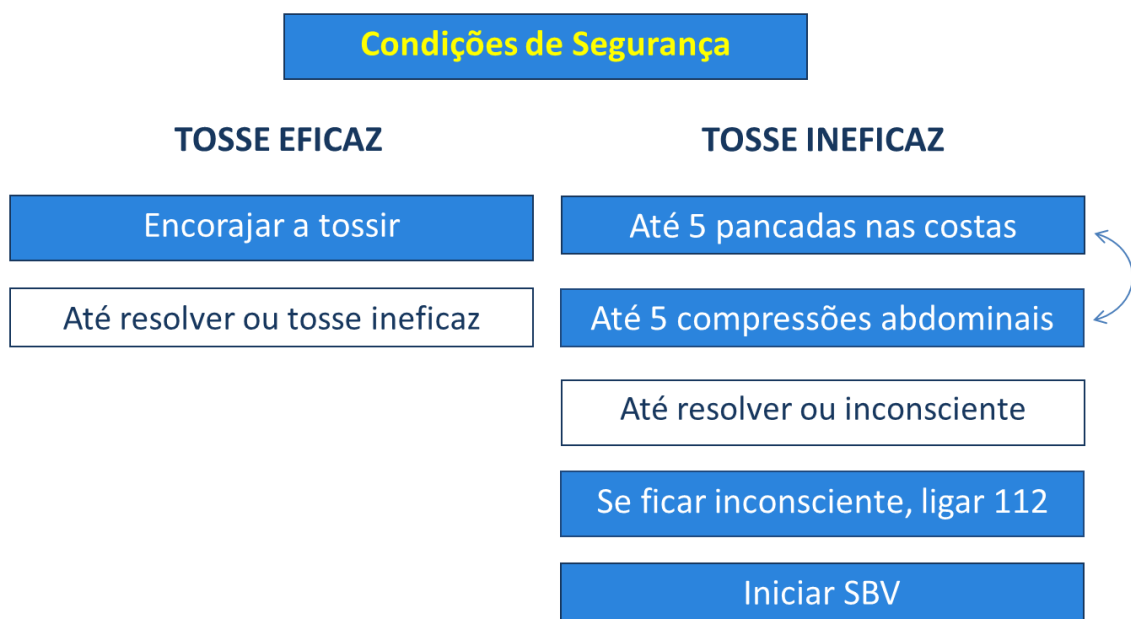 Condições de Segurança
TOSSE EFICAZ
Encorajar a tossir
Até resolver ou tosse ineficaz
TOSSE INEFICAZ
Até 5 pancadas nas costas
Até 5 compressões abdominais
Até resolver ou inconsciente
Se ficar inconsciente, ligar 112
Iniciar SBV